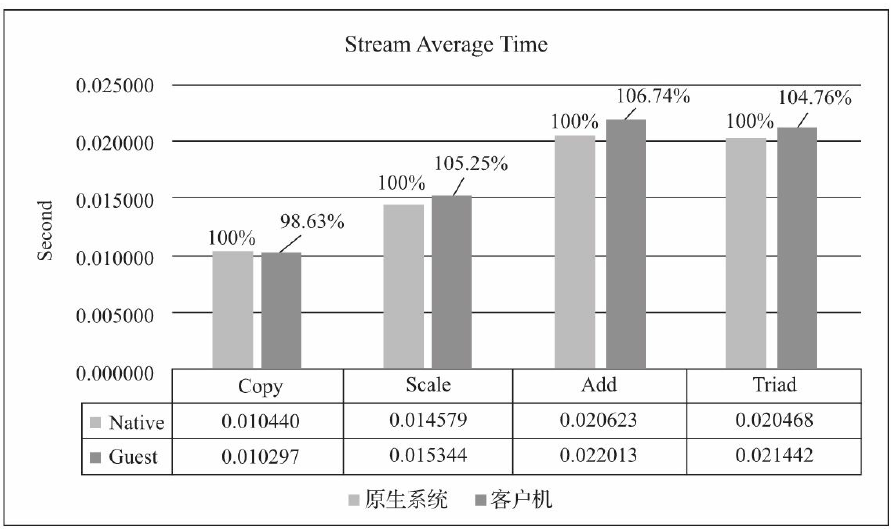 Stream Average Time
Second
0.025000
0.020000
0.015000
0.010000
0.005000
0.000000
100%
98.63%
100%
105.25%
100%
106.74%
100%
104.76%
Copy Scale Add Triad
Native 0.010440 0.014579 0.020623 0.020468
Guest 0.010297 0.015344 0.022013 0.021442
原生系统 客户机